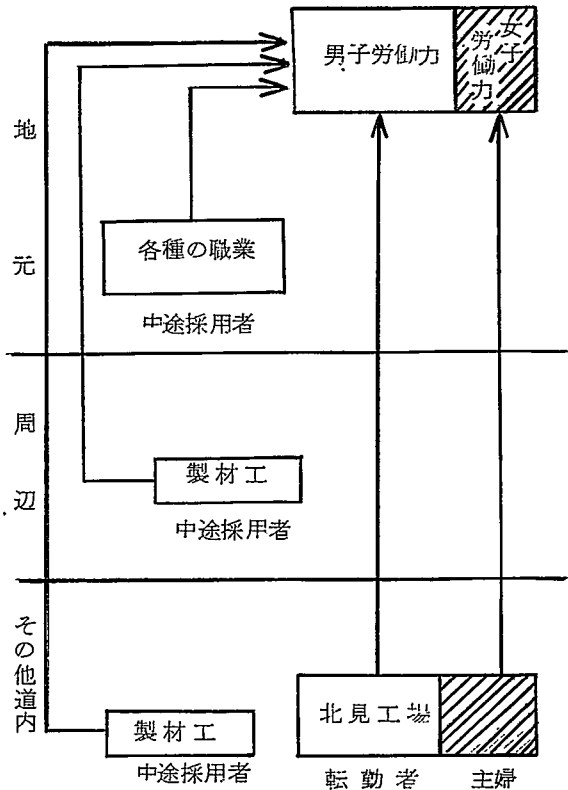 男子労働力
女子労働力
地元
各種の職業
中途採用者
周辺
製材工
中途採用者
その他道内
製材工
中途採用者
北見工場
転勤者
主婦